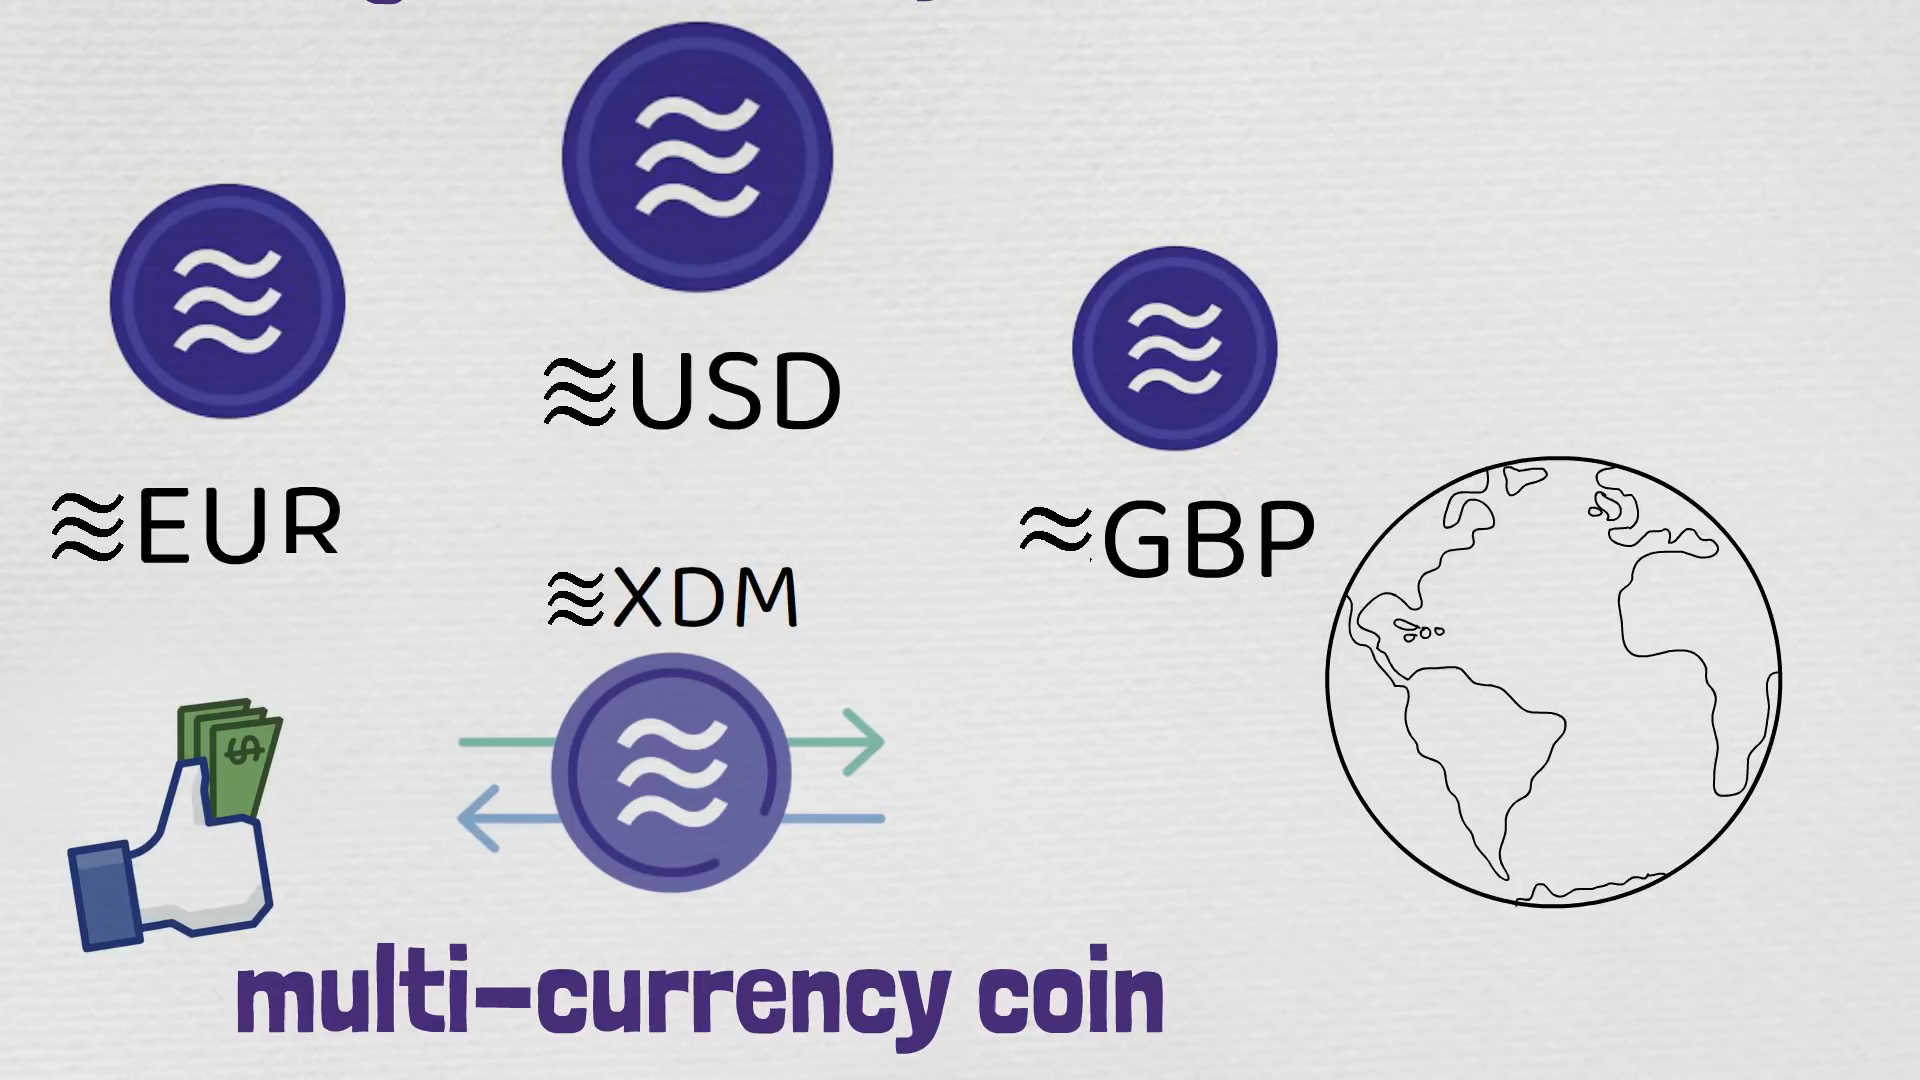 ≋USD
≋EUR
≈GBP
≋XDM
$
multi-currency coin